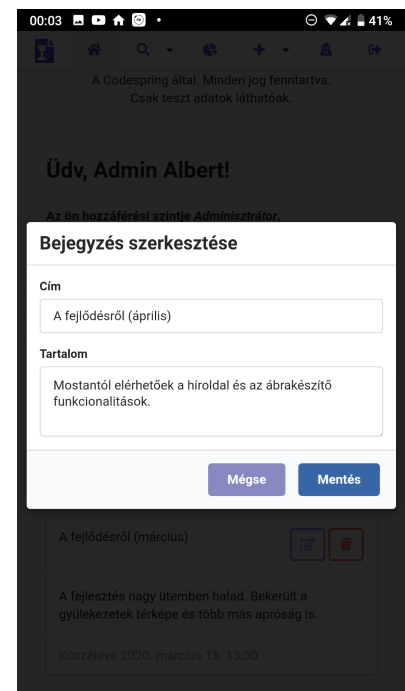 00:03
41%
A Codespring által. Minden jog fenntartva.
Csak teszt adatok láthatóak.
Üdv, Admin Albert!
Az ön hozzáférési szintje Adminisztrátor.
Bejegyzés szerkesztése
Cím
A fejlődésről (április)
Tartalom
Mostantól elérhetőek a híroldal és az ábrakészítő
funkcionalitások.
Mégse
Mentés
A fejlődésről (március)
A fejlesztés nagy ütemben halad. Bekerült a
gyülekezetek térképe és több más apróság is.
Közzétéve 2020. március 15. 13:50